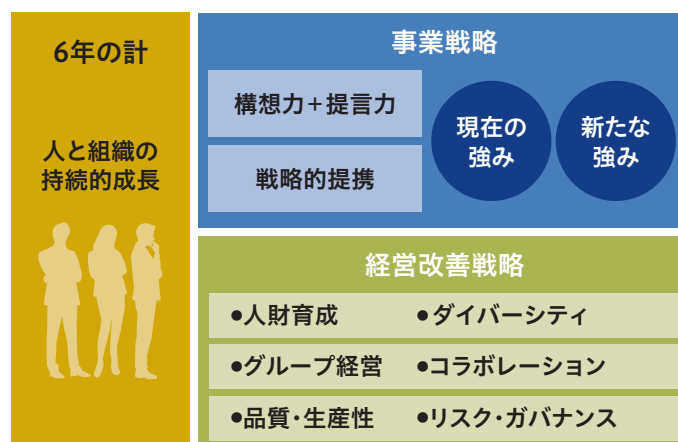 6年の計
人と組織の
持続的成長
事業戦略
構想力+提言力
戦略的提携
現在の
強み
新たな
強み
経営改善戦略
●人財育成
●ダイバーシティ
●グループ経営
●コラボレーション
●品質・生産性
●リスク・ガバナンス